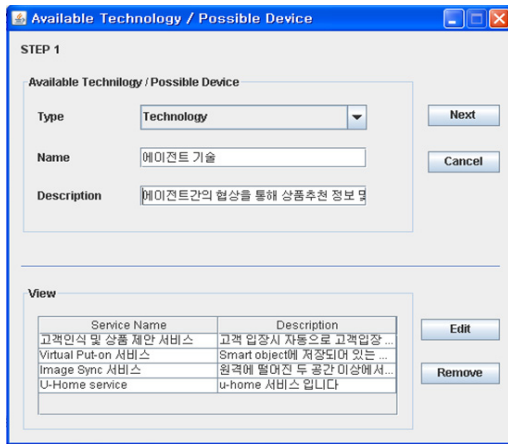 Available Technology / Possible Device
STEP 1
Available Technilogy / Possible Device
Type Technology Next
Name 에이전트 기술 Cancel
Description 에이전트간의 협상을 통해 상품추천 정보 및
View
Service Name Description
고객인식 및 상품 제안 서비스 고객 입장시 자동으로 고객입장 ...
Virtual Put-on 서비스 Smart object에 저장되어 있는 ...
Image Sync 서비스 원격에 떨어진 두 공간 이상에서...
U-Home service u-home 서비스 입니다
Edit
Remove